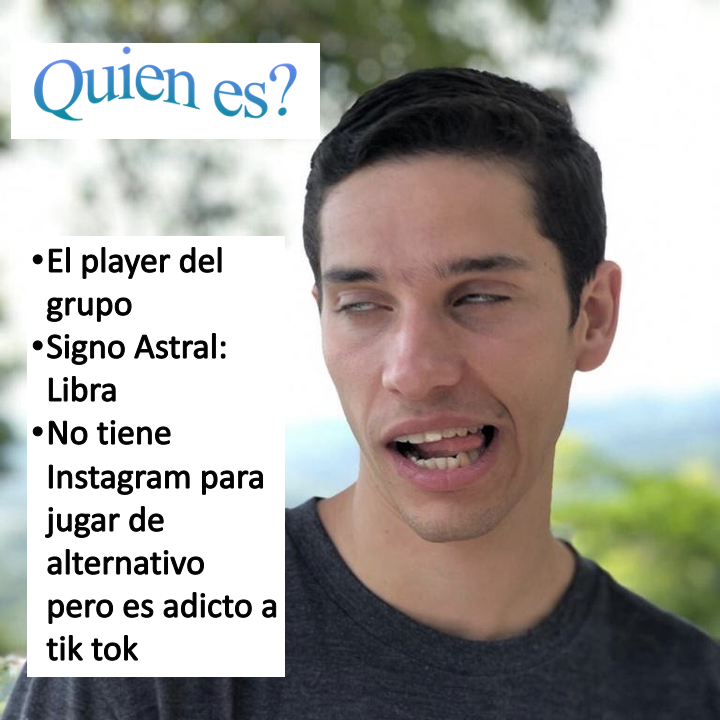 Quien es?
•El player del
grupo
•Signo Astral:
Libra
•No tiene
Instagram para
jugar de
alternativo
pero es adicto a
tik tok